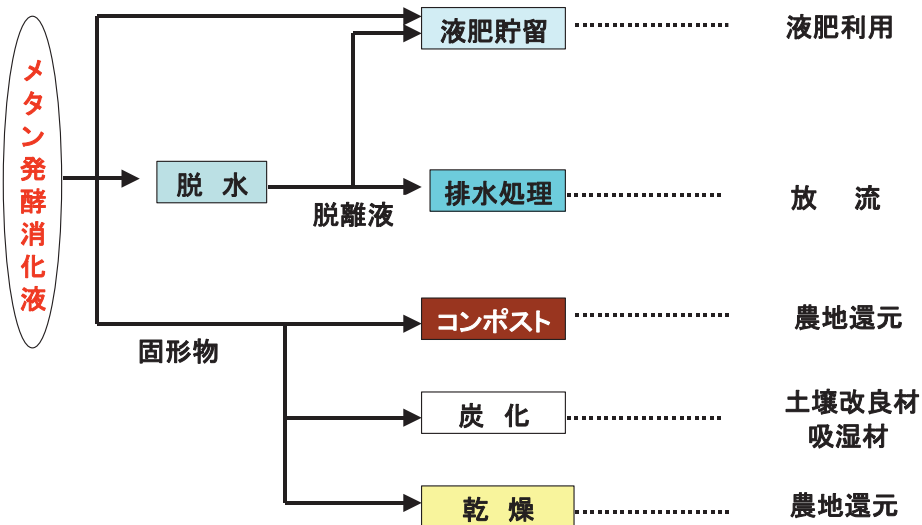 メタン発酵消化液
液肥貯留
液肥利用
脱 水
脱離液
排水処理
放 流
固形物
コンポスト
農地還元
炭 化
土壌改良材
吸湿材
乾 燥
農地還元